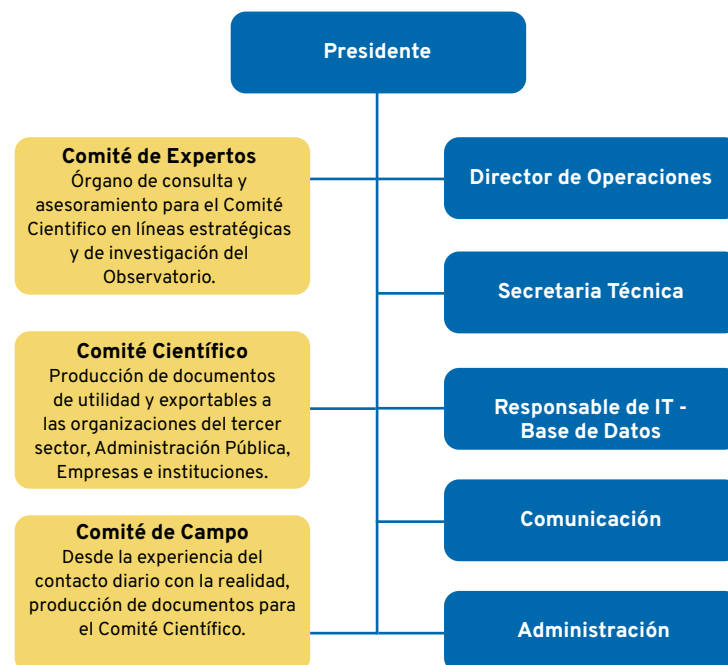 Presidente
Comité de Expertos
Órgano de consulta y
asesoramiento para el Comité
Cientifico en líneas estratégicas
y de investigación del
Observatorio.
Director de Operaciones
Secretaria Técnica
Comité Científico
Producción de documentos
de utilidad y exportables a
las organizaciones del tercer
sector, Administración Pública,
Empresas e instituciones.
Responsable de IT -
Base de Datos
Comité de Campo
Desde la experiencia del
contacto diario con la realidad,
producción de documentos para
el Comité Científico.
Comunicación
Administración